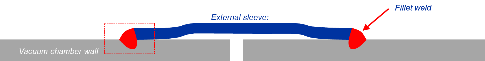 External sleeve:
Fillet weld
Vacuum chamber wall